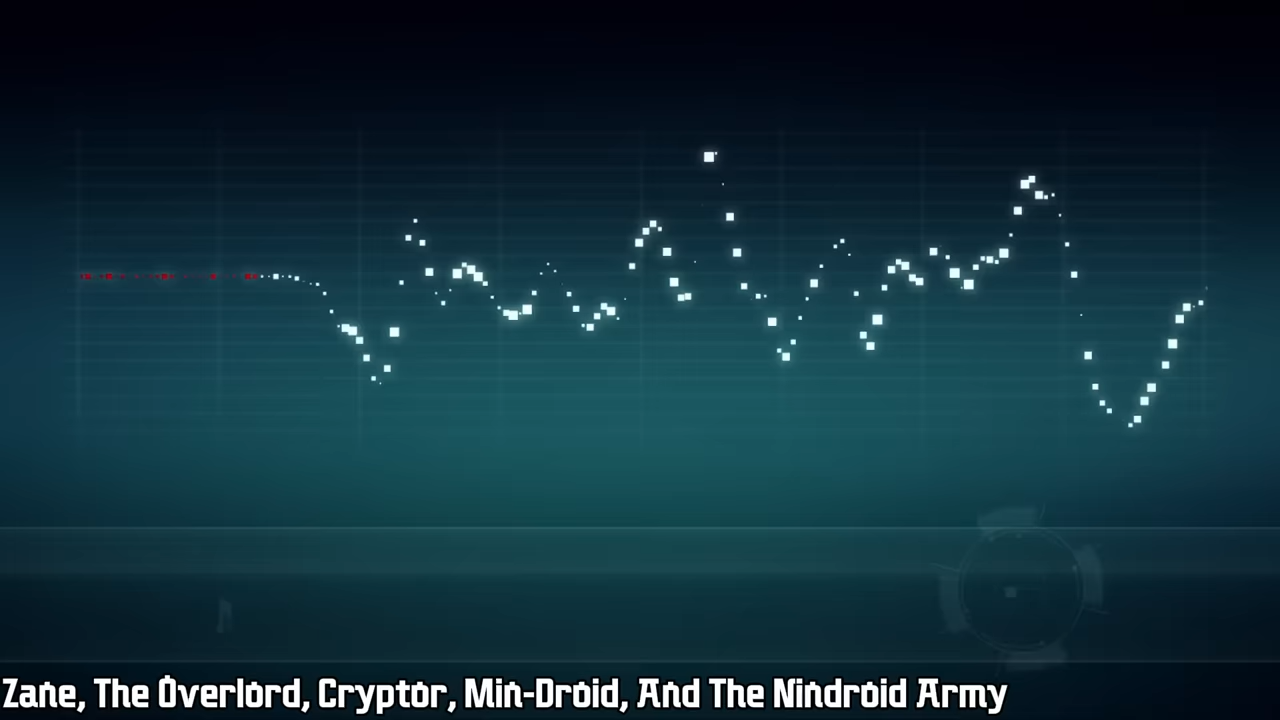 Zane, The Overlord, Cryptor, Min-Droid, And The Nindroid Army